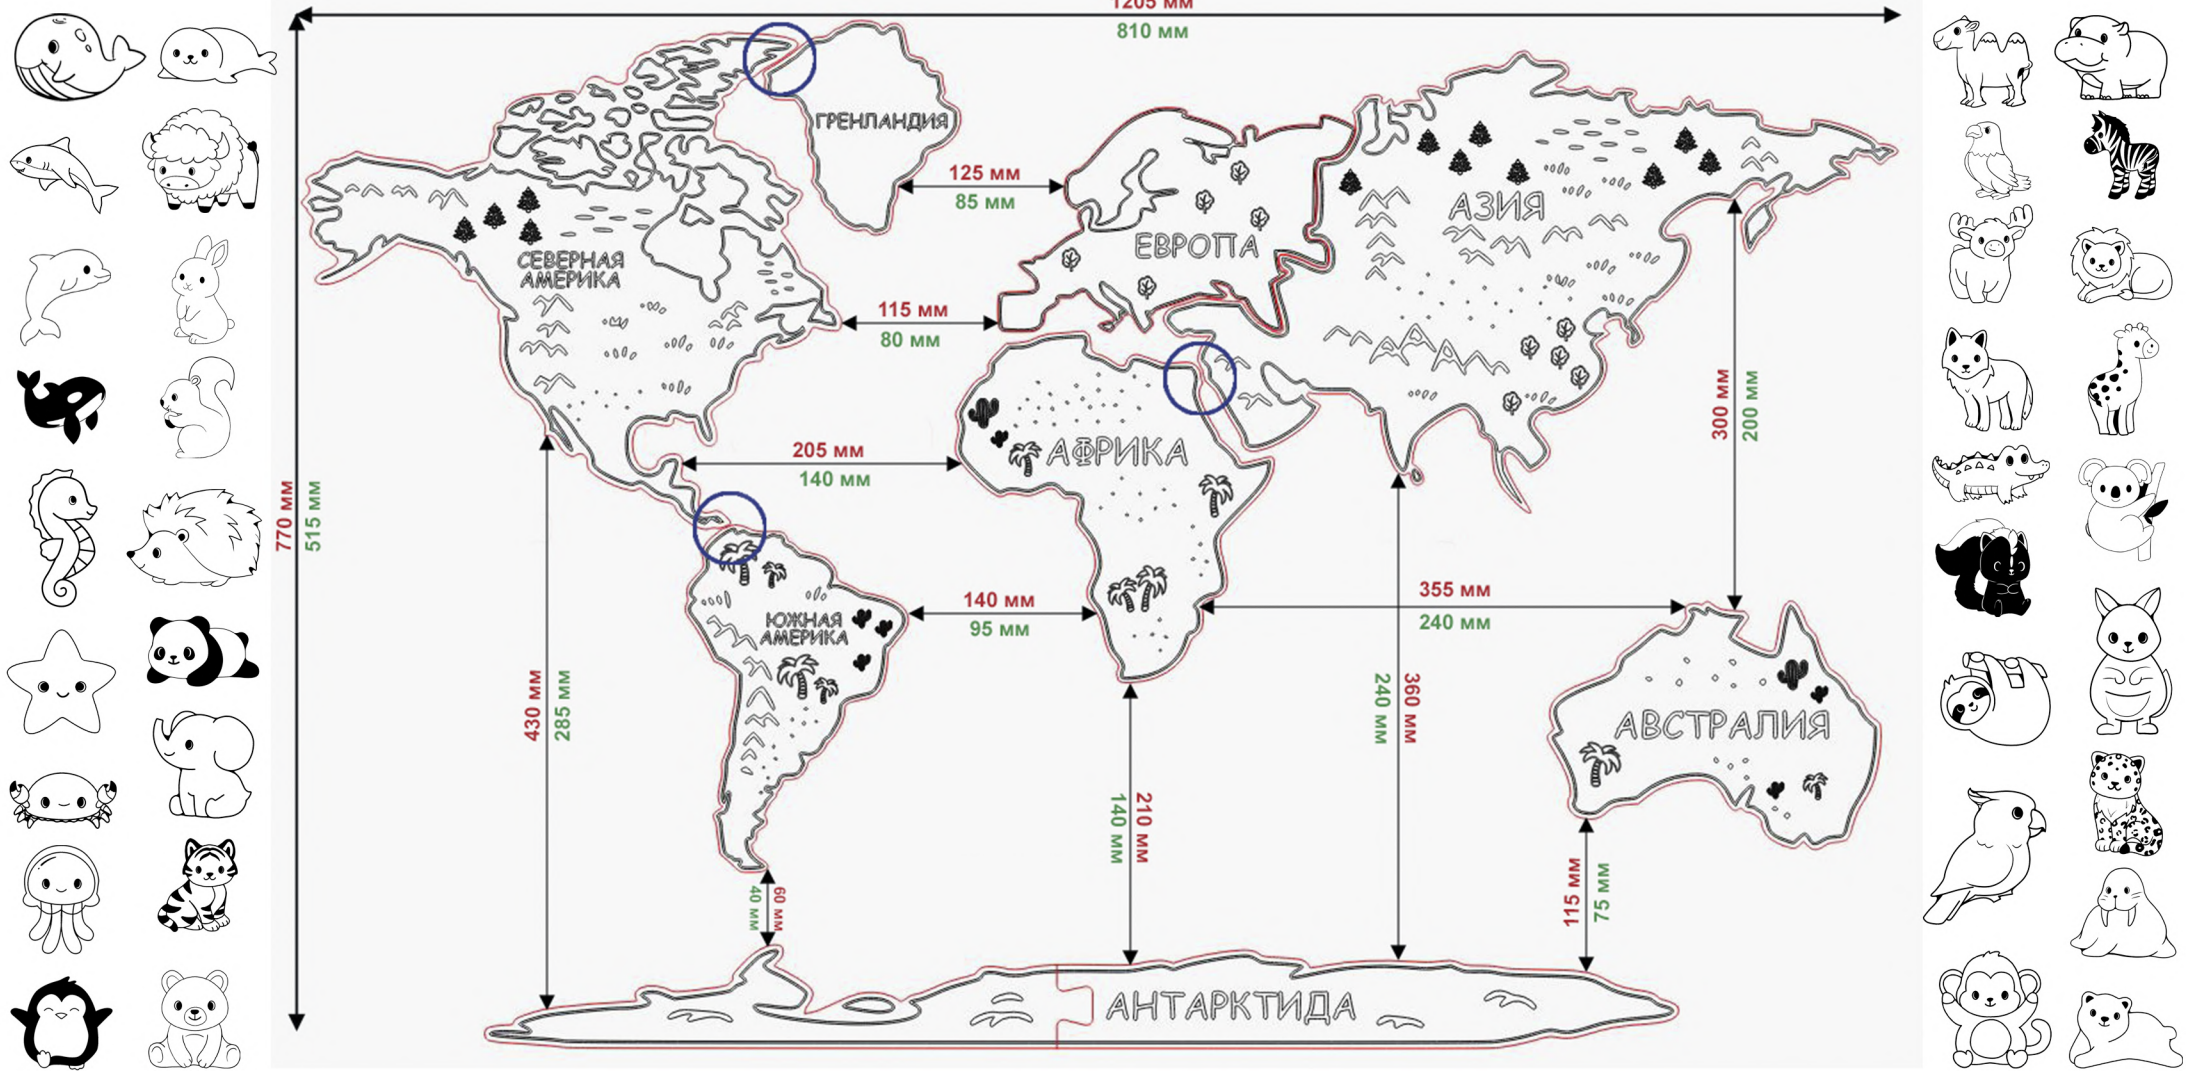 1205 мм
810 мм
ГРЕНЛАНДИЯ
125 мм
85 мм
АЗИЯ
ЕВРОПА
СЕВЕРНАЯ
АМЕРИКА
115 мм
80 мм
300 мм
200 мм
205 мм
140 мм
АФРИКА
770 мм
515 мм
140 мм
95 мм
355 мм
240 мм
ЮЖНАЯ
АМЕРИКА
430 мм
285 мм
240 мм
360 мм
АВСТРАЛИЯ
140 мм
210 мм
40 мм
60 мм
115 мм
75 мм
АНТАРКТИДА